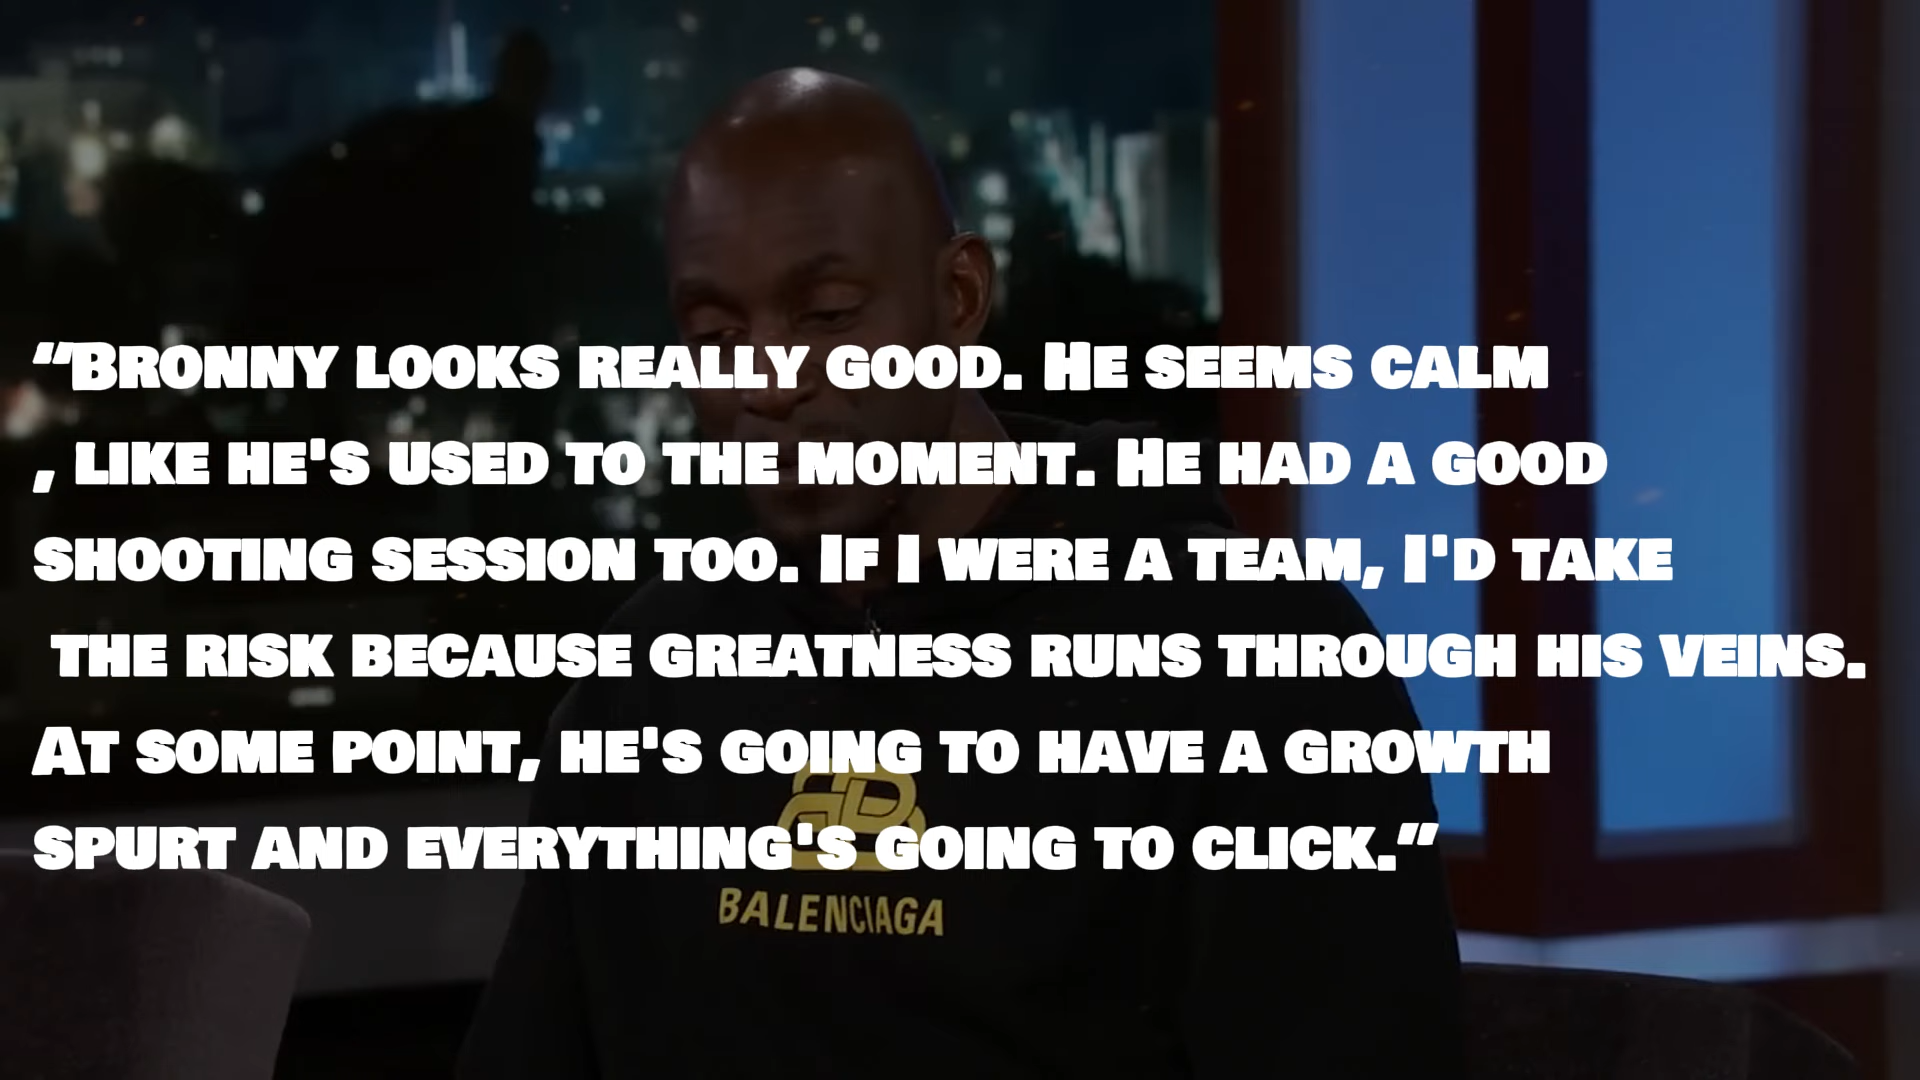 “Bronny looks really good. He seems calm
, like he's used to the moment. He had a good
shooting session too. If I were a team, I'd take
the risk because greatness runs through his veins.
At some point, he's going to have a growth
spurt and everything's going to click.”
BALENCIAGA